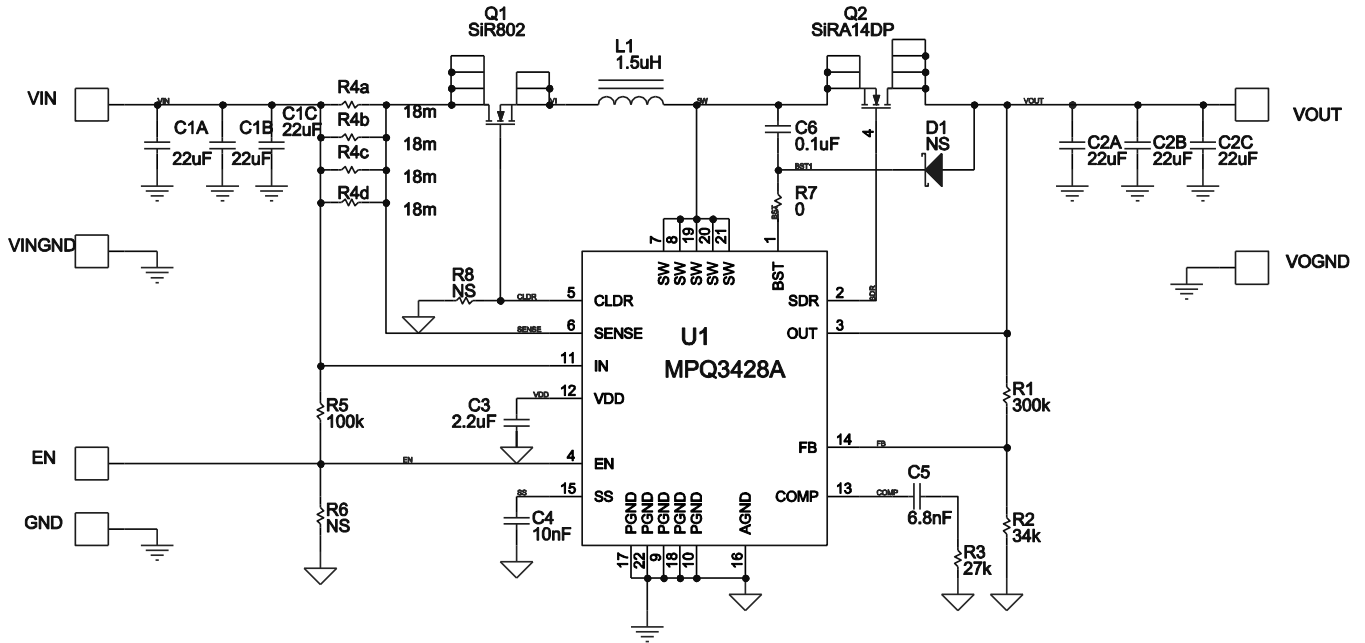 Q1
SiR802
Q2
SiRA14DP
L1
1.5uH
VIN
VIN
R4a
18m
R4b
18m
R4c
18m
R4d
18m
C1A
22uF
C1B
22uF
C1C
22uF
VI
SW
C6
0.1uF
4
D1
NS
VOUT
VOUT
C2A
22uF
C2B
22uF
C2C
22uF
BST1
R7
0
BST
VINGND
VOGND
7
8
19
20
21
1
SW
SW
SW
SW
SW
BST
R8
NS
CLDR
5
CLDR
SENSE
6
SENSE
11
IN
VDD
12
VDD
EN
4
EN
SS
15
SS
U1
MPQ3428A
SDR
2
SDR
OUT
3
FB
14
FB
COMP
13
COMP
R5
100k
C3
2.2uF
R1
300k
EN
GND
R6
NS
C4
10nF
C5
6.8nF
R3
27k
R2
34k
PGND
PGND
PGND
PGND
PGND
AGND
17
22
9
18
10
16